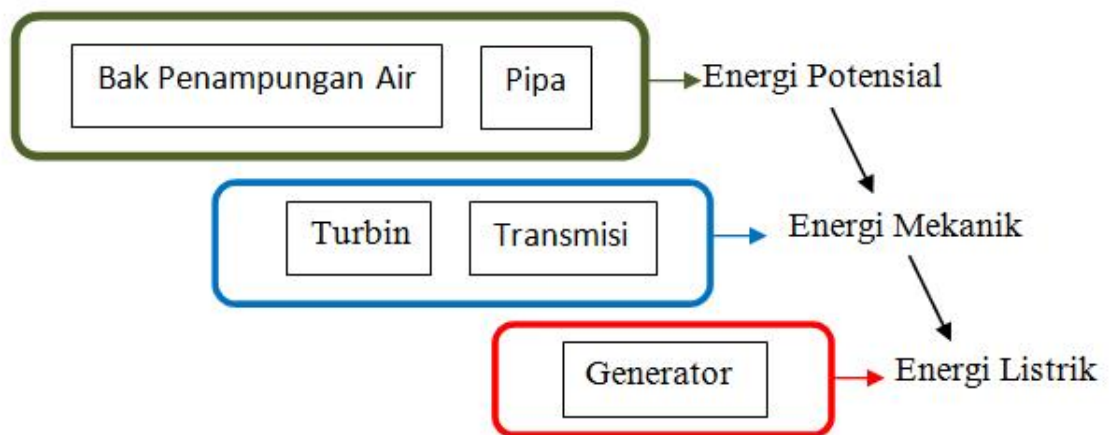 Bak Penampungan Air
Pipa
Energi Potensial
Turbin
Transmisi
Energi Mekanik
Generator
Energi Listrik